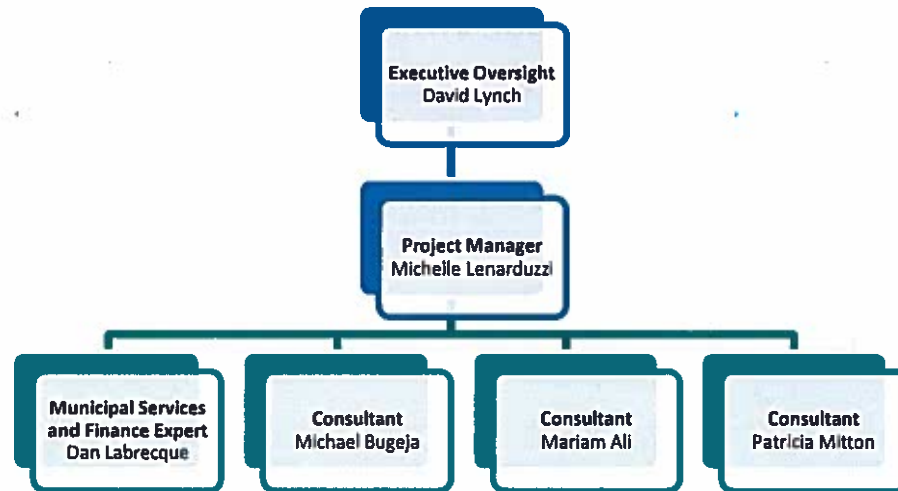 Executive Oversight
David Lynch
Project Manager
Michelle Lenarduzzi
Municipal Services
and Finance Expert
Dan Labrecque
Consultant
Michael Bugeja
Consultant
Mariam Ali
Consultant
Patricia Mitton